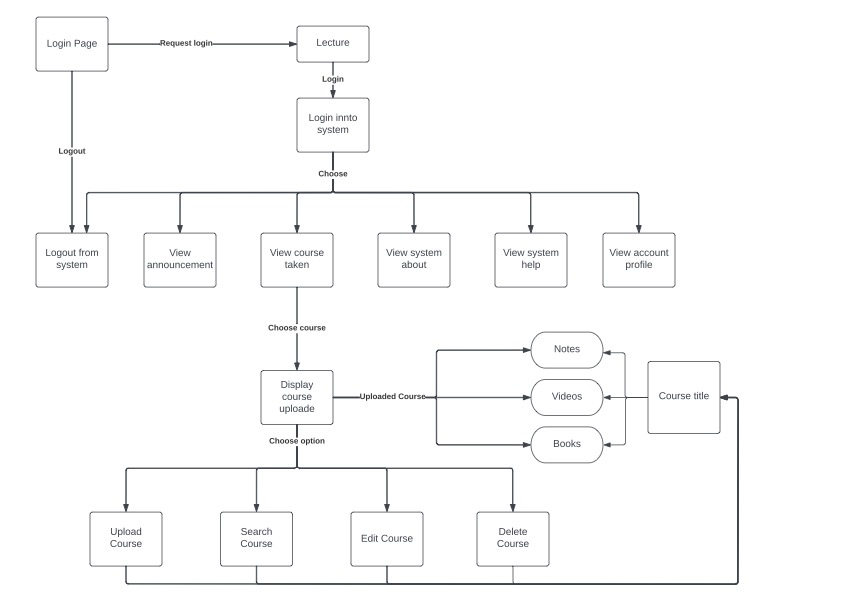 Login Page
Request login
Lecture
Login
Login innto
system
Logout
Choose
Logout from
system
View
announcement
View course
taken
View system
about
View system
help
View account
profile
Choose course
Notes
Display
course
uploade
Uploaded Course
Videos
Course title
Books
Choose option
Upload
Course
Search
Course
Edit Course
Delete
Course